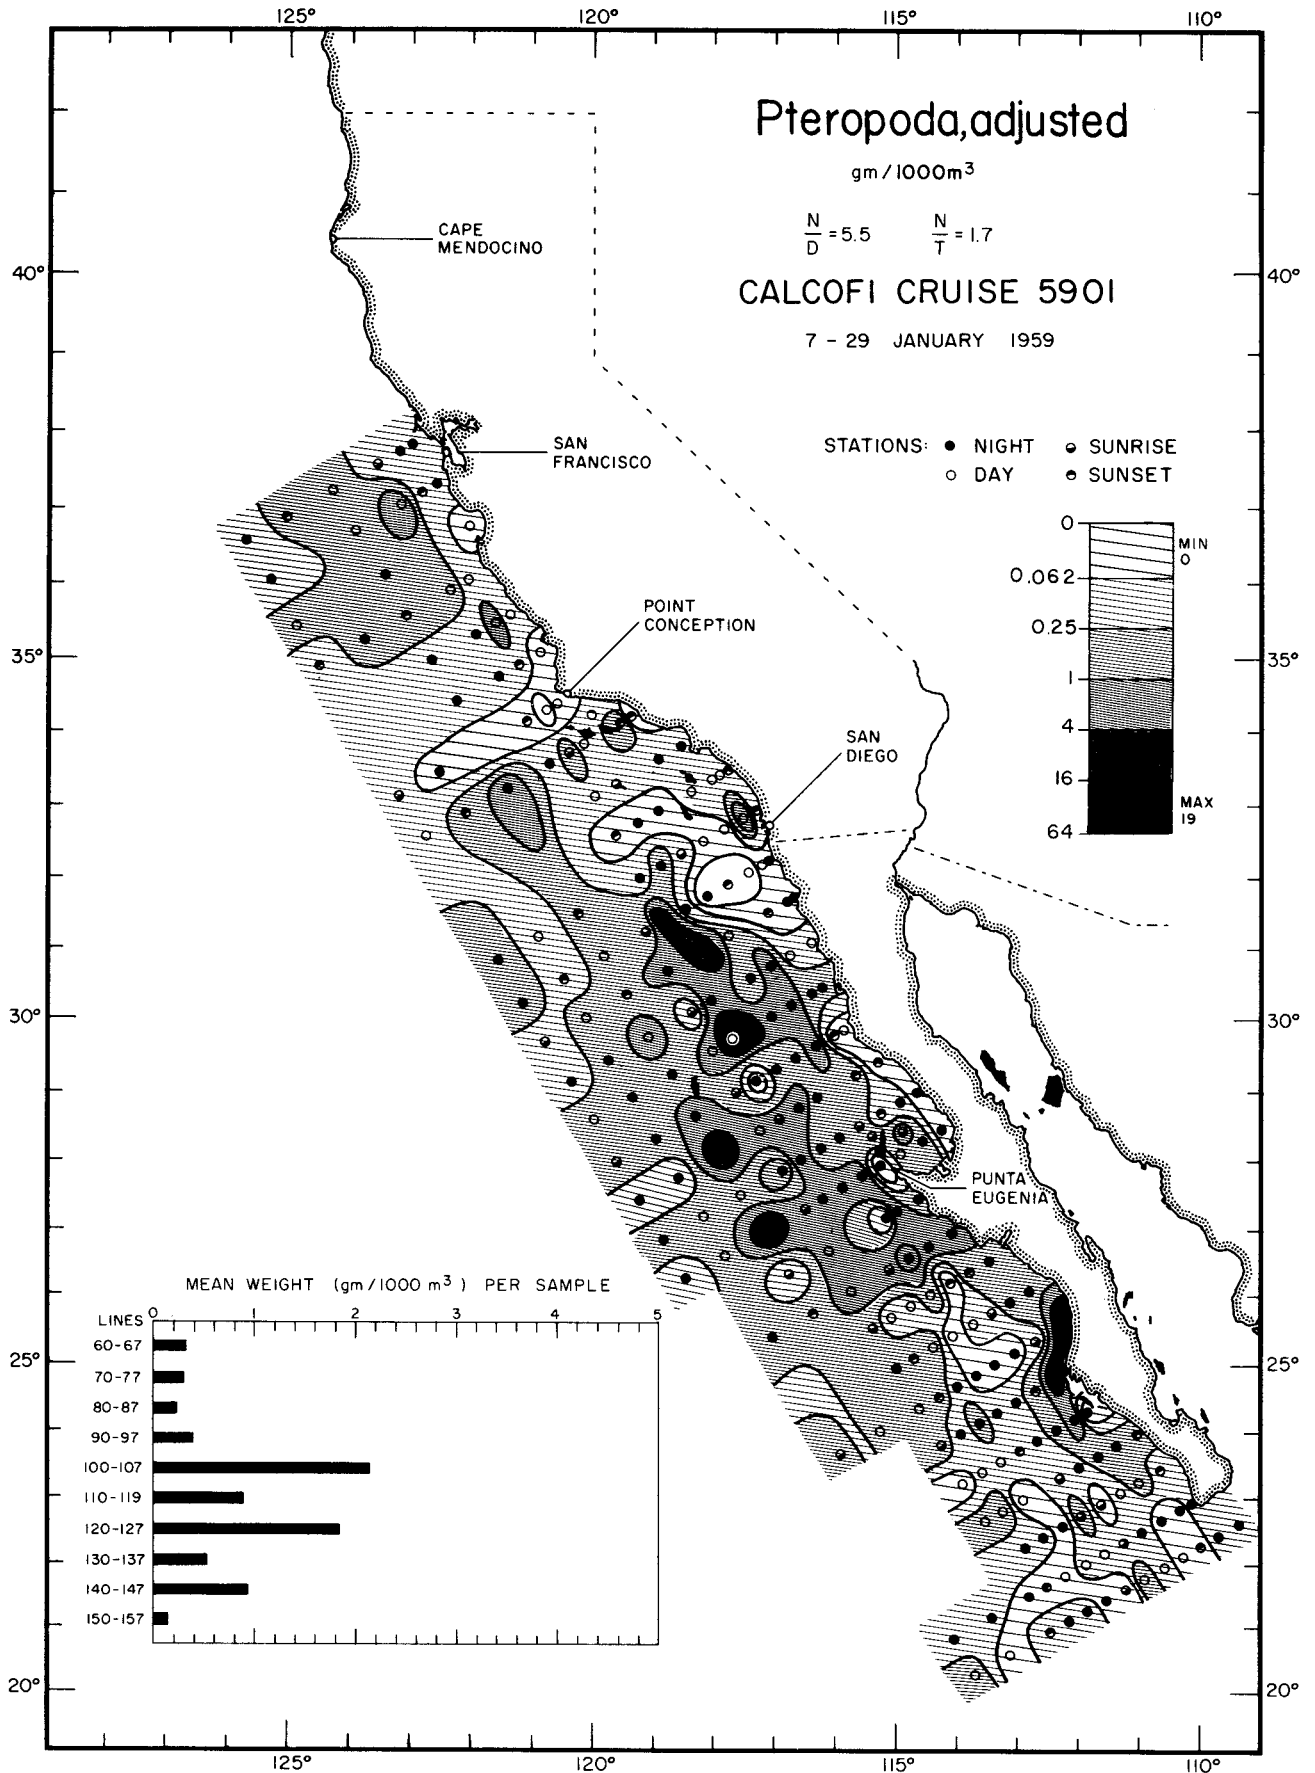 125°
120°
115°
110°
Pteropoda, adjusted
gm/1000m³
N/D = 5.5 N/T = 1.7
CALCOFI CRUISE 5901
7 - 29 JANUARY 1959
CAPE
MENDOCINO
40°
40°
SAN
FRANCISCO
STATIONS: ● NIGHT ◒ SUNRISE
○ DAY ◓ SUNSET
0
MIN
0
0.062
0.25
1
4
16
64
MAX
19
POINT
CONCEPTION
35°
35°
SAN
DIEGO
30°
30°
PUNTA
EUGENIA
MEAN WEIGHT (gm/1000 m³) PER SAMPLE
LINES
0 1 2 3 4 5
60-67
70-77
80-87
90-97
100-107
110-119
120-127
130-137
140-147
150-157
25°
25°
20°
20°
125°
120°
115°
110°